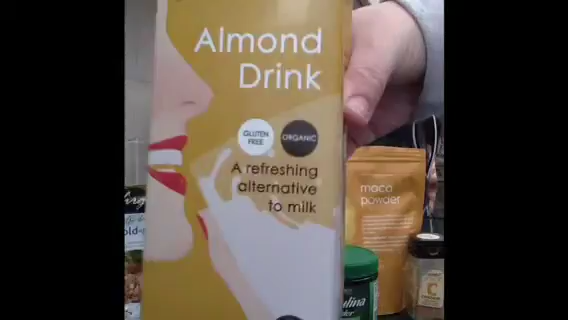 Almond
Drink
GLUTEN
FREE
ORGANIC
A refreshing
alternative
to milk
maca
powder
C